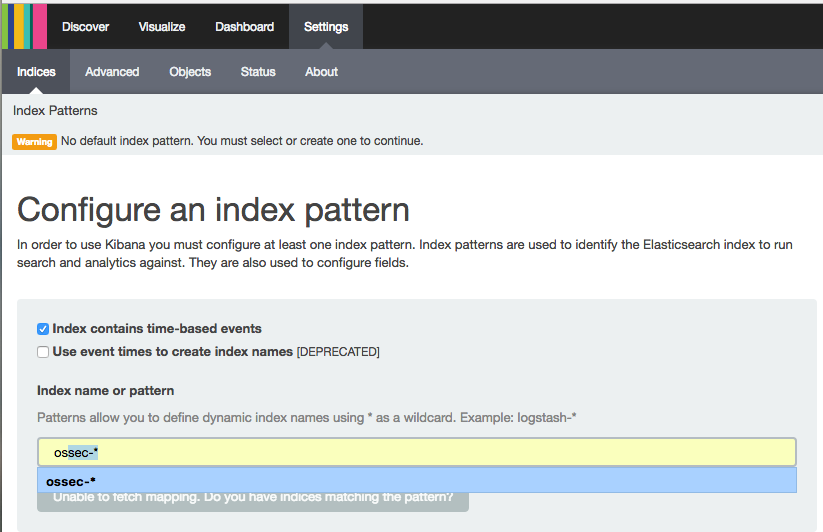 Discover Visualize Dashboard Settings
Indices Advanced Objects Status About
Index Patterns
Warning No default index pattern. You must select or create one to continue.
Configure an index pattern
In order to use Kibana you must configure at least one index pattern. Index patterns are used to identify the Elasticsearch index to run
search and analytics against. They are also used to configure fields.
Index contains time-based events
Use event times to create index names [DEPRECATED]
Index name or pattern
Patterns allow you to define dynamic index names using * as a wildcard. Example: logstash-*
ossec-*
ossec-*
Unable to fetch mapping. Do you have indices matching the pattern?